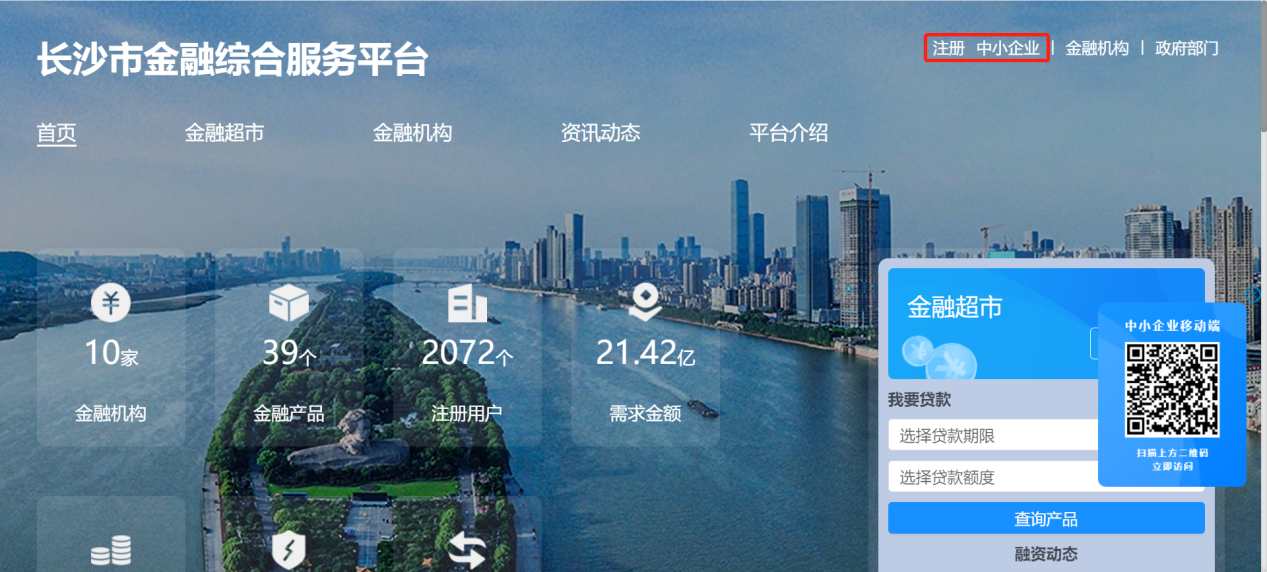 长沙市金融综合服务平台
注册 中小企业 | 金融机构 | 政府部门
首页 金融超市 金融机构 资讯动态 平台介绍
10家 39个 2072个 21.42亿
金融机构 金融产品 注册用户 需求金额
金融超市
我要贷款
选择贷款期限
选择贷款额度
查询产品
融资动态
中小企业移动端
扫描上方二维码
立即访问